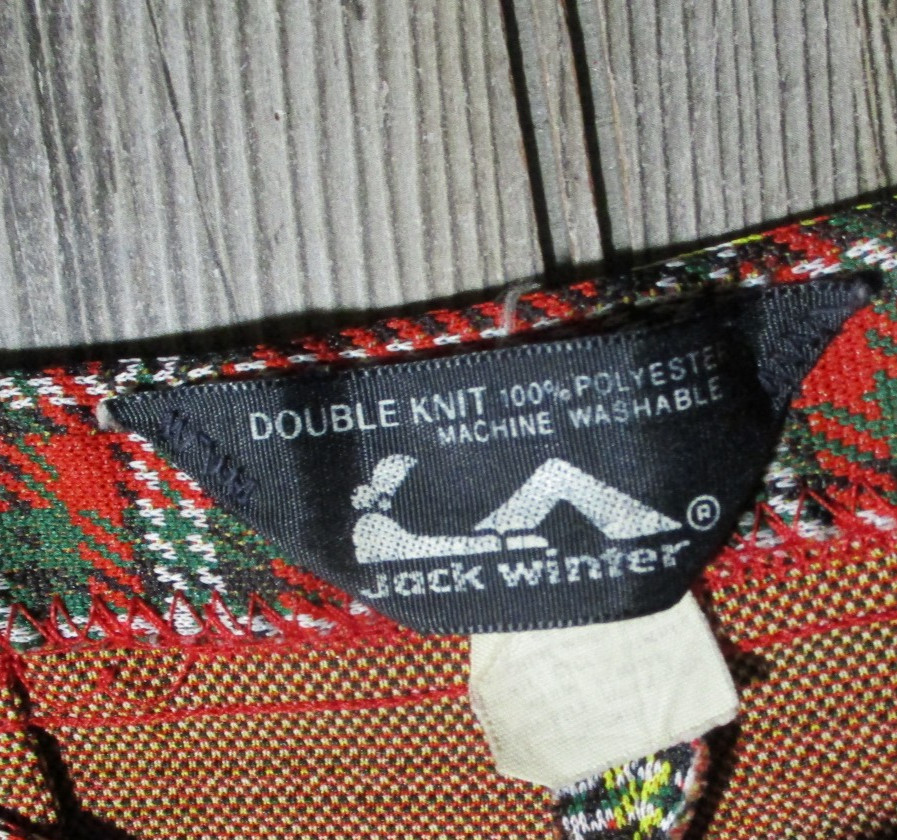 DOUBLE KNIT 100% POLYESTER
MACHINE WASHABLE
®
Jack winter